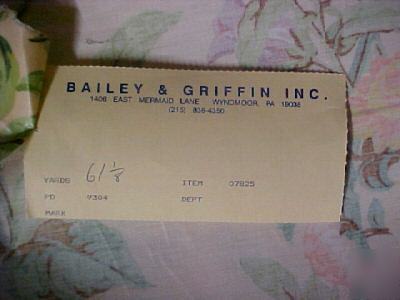 BAILEY & GRIFFIN INC.
1406 EAST MERMAID LANE WYNDMOOR, PA 19038
(215) 836-4350
YARDS 61 1/8 ITEM 07825
PD 9304 DEPT
MARK